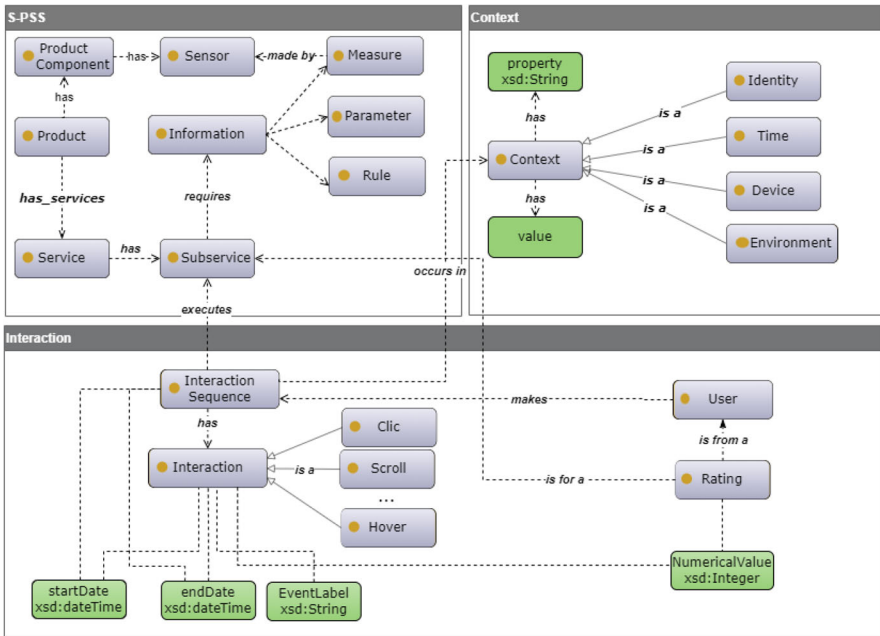 S-PSS
Product
Component
has
Sensor
made by
Measure
has
Product
Information
Parameter
Rule
has_services
requires
Service
has
Subservice
executes
Context
property
xsd:String
has
Context
has
value
is a
is a
is a
is a
Identity
Time
Device
Environment
occurs in
Interaction
Interaction
Sequence
has
Interaction
is a
Clic
Scroll
...
Hover
makes
User
is from a
is for a
Rating
startDate
xsd:dateTime
endDate
xsd:dateTime
EventLabel
xsd:String
NumericalValue
xsd:Integer